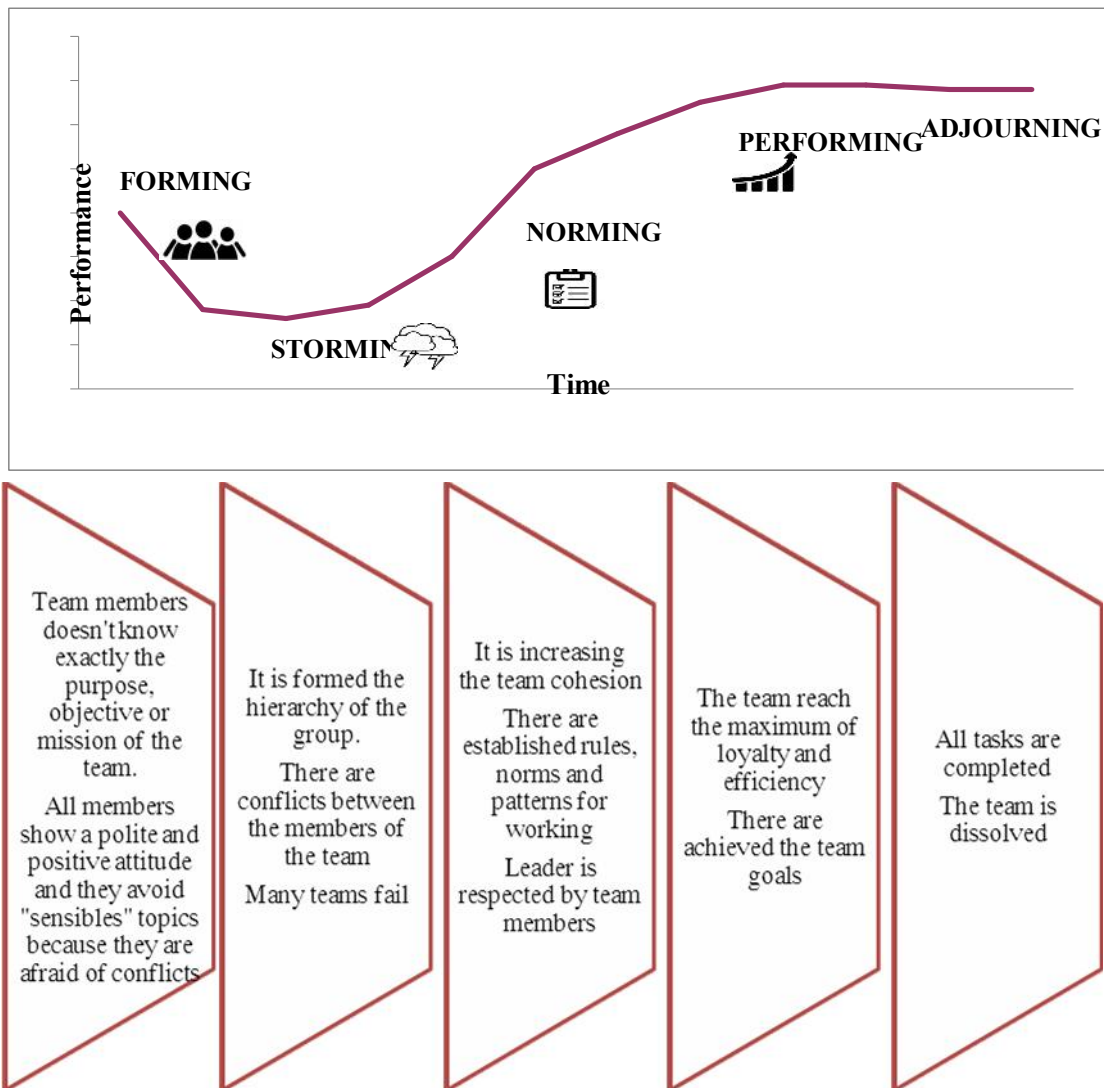 ADJOURNING
PERFORMING
FORMING
NORMING
Performance
STORMIN
Time
Team members
doesn't know
exactly the
purpose,
objective or
mission of the
team.
All members
show a polite and
positive attitude
and they avoid
"sensibles" topics
because they are
afraid of conflicts
It is formed the
hierarchy of the
group.
There are
conflicts between
the members of
the team
Many teams fail
It is increasing
the team cohesion
There are
established rules,
norms and
patterns for
working
Leader is
respected by team
members
The team reach
the maximum of
loyalty and
efficiency
There are
achieved the team
goals
All tasks are
completed
The team is
dissolved